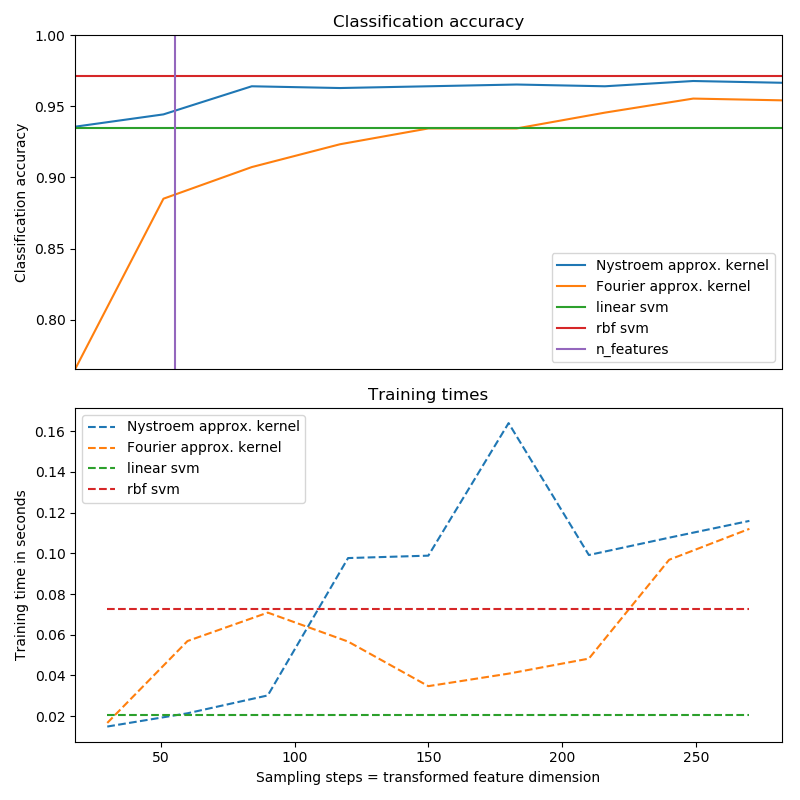 Classification accuracy
1.00
0.95
0.90
0.85
0.80
Classification accuracy
Nystroem approx. kernel
Fourier approx. kernel
linear svm
rbf svm
n_features
Training times
0.16
0.14
0.12
0.10
0.08
0.06
0.04
0.02
Training time in seconds
Nystroem approx. kernel
Fourier approx. kernel
linear svm
rbf svm
50 100 150 200 250
Sampling steps = transformed feature dimension